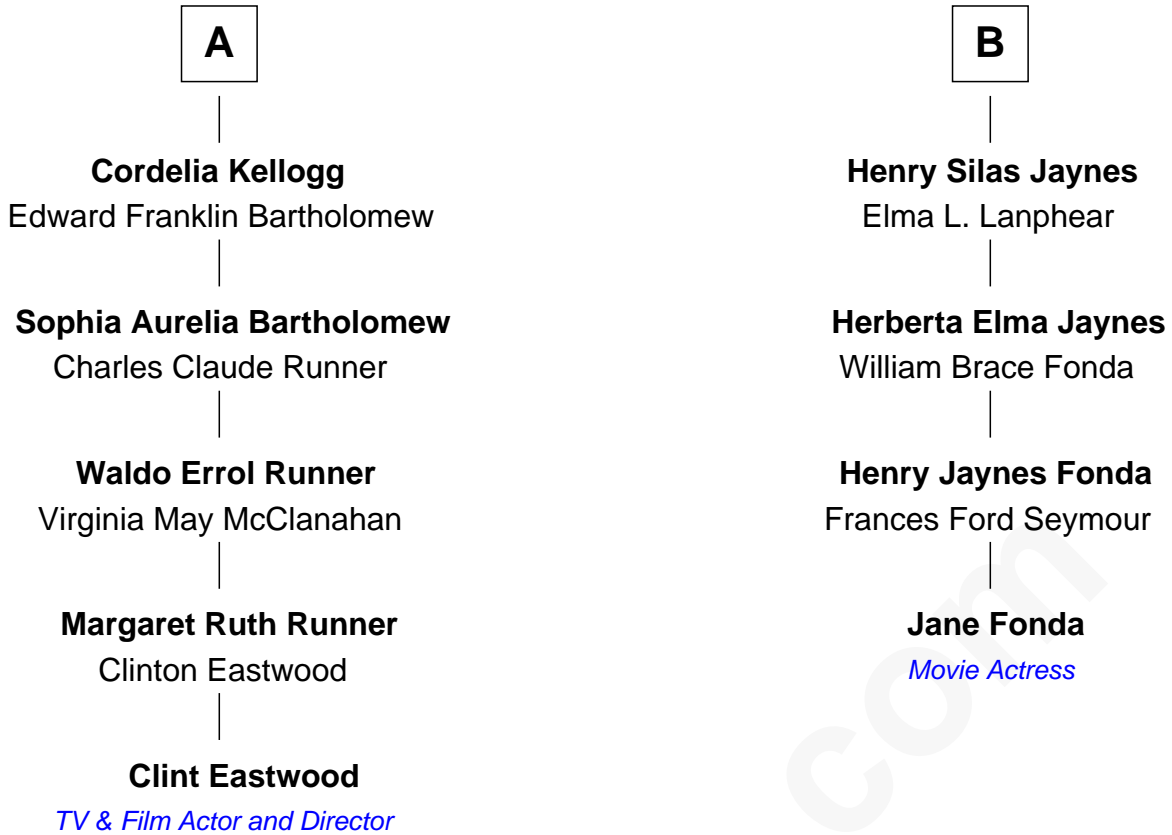 A
Cordelia Kellogg
Edward Franklin Bartholomew
Sophia Aurelia Bartholomew
Charles Claude Runner
Waldo Errol Runner
Virginia May McClanahan
Margaret Ruth Runner
Clinton Eastwood
Clint Eastwood
TV & Film Actor and Director
B
Henry Silas Jaynes
Elma L. Lanphear
Herberta Elma Jaynes
William Brace Fonda
Henry Jaynes Fonda
Frances Ford Seymour
Jane Fonda
Movie Actress
com